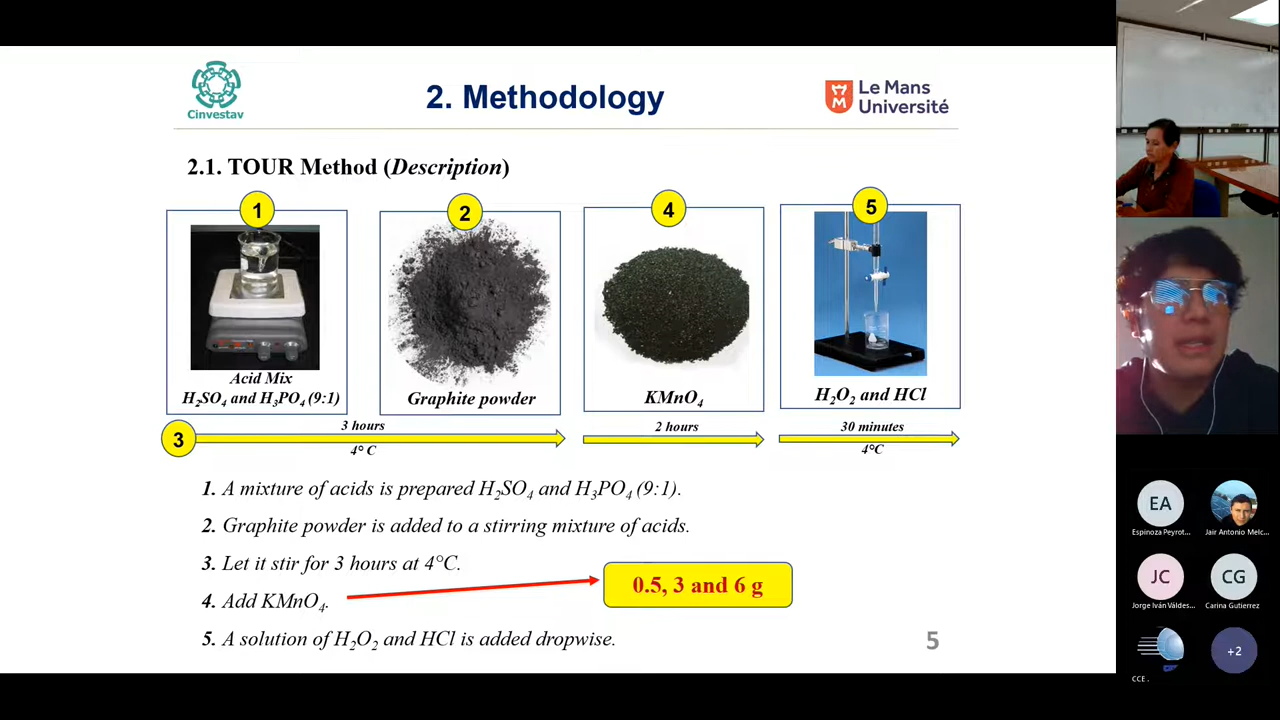 Cinvestav
2. Methodology
Le Mans
Université
2.1. TOUR Method (Description)
1
2
4
5
Acid Mix
H₂SO₄ and H₃PO₄ (9:1)
Graphite powder
KMnO₄
H₂O₂ and HCl
3
3 hours
4° C
2 hours
30 minutes
4°C
1. A mixture of acids is prepared H₂SO₄ and H₃PO₄ (9:1).
2. Graphite powder is added to a stirring mixture of acids.
3. Let it stir for 3 hours at 4°C.
4. Add KMnO₄.
0.5, 3 and 6 g
5. A solution of H₂O₂ and HCl is added dropwise.
5
EA
Espinoza Peyrot...
Jair Antonio Melc...
JC
Jorge Iván Váldes...
CG
Carina Gutierrez
CCE .
+2